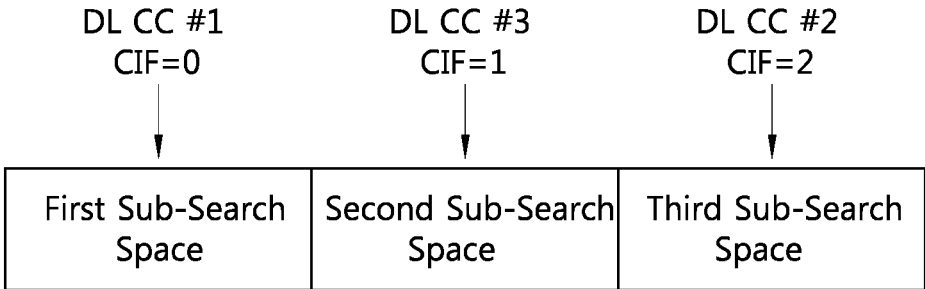 DL CC #1
CIF=0
DL CC #3
CIF=1
DL CC #2
CIF=2
First Sub-Search
Space
Second Sub-Search
Space
Third Sub-Search
Space